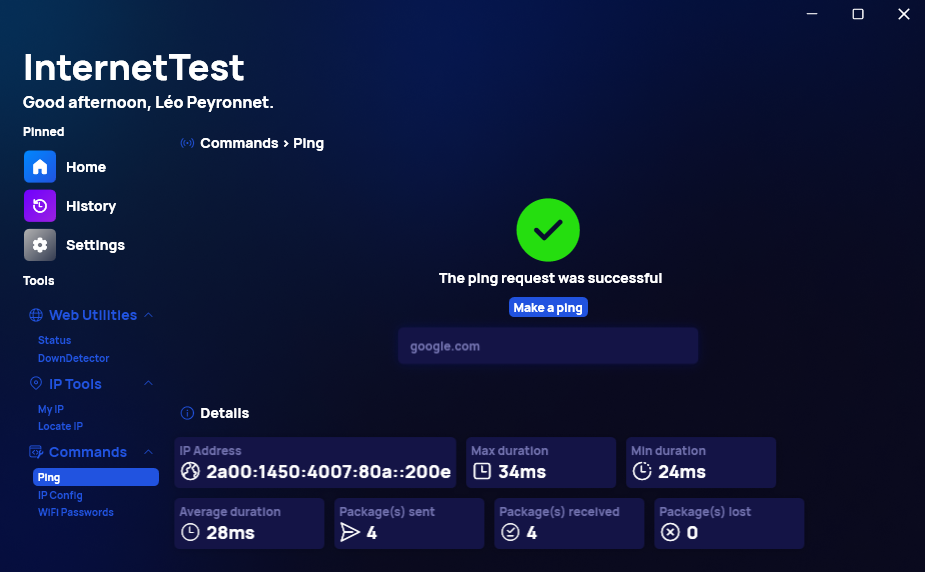 InternetTest
Good afternoon, Léo Peyronnet.
Pinned
Home
History
Settings
Tools
Web Utilities
Status
DownDetector
IP Tools
My IP
Locate IP
Commands
Ping
IP Config
WiFi Passwords
Commands > Ping
The ping request was successful
Make a ping
google.com
Details
IP Address
2a00:1450:4007:80a::200e
Max duration
34ms
Min duration
24ms
Average duration
28ms
Package(s) sent
4
Package(s) received
4
Package(s) lost
0